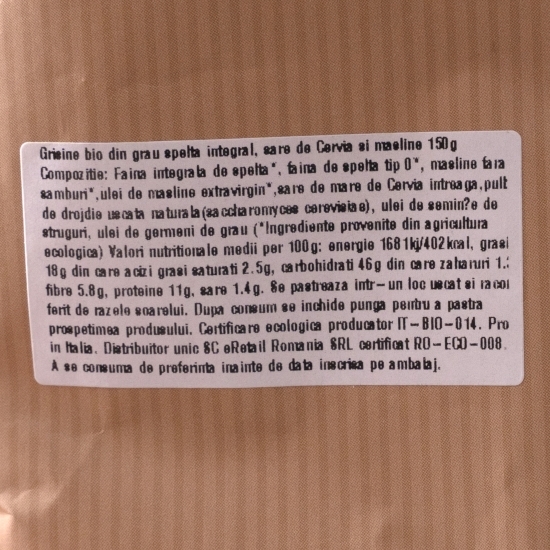 Grisine bio din grau spelta integral, sare de Cervia si masline 150g
Compozitie: Faina integrala de spelta*, faina de spelta tip 0*, masline fara
samburi*,ulei de masline extravirgin*,sare de mare de Cervia intreaga,pulb
de drojdie uscata naturala(saccharomyces cerevisiae), ulei de semin?e de
struguri, ulei de germeni de grau (*Ingrediente provenite din agricultura
ecologica) Valori nutritionale medii per 100g: energie 1681kj/402kcal, grasi
18g din care acizi grasi saturati 2.5g, carbohidrati 46g din care zaharuri
fibre 5.8g, proteine 11g, sare 1.4g. Se pastreaza intr-un loc uscat si racor
ferit de razele soarelui. Dupa consum se inchide punga pentru a pastra
prospetimea produsului. Certificare ecologica producator IT-BIO-014. Pro
in Italia. Distribuitor unic SC eRetail Romania SRL certificat RO-ECO-008.
A se consuma de preferinta inainte de data inscrisa pe ambalaj.